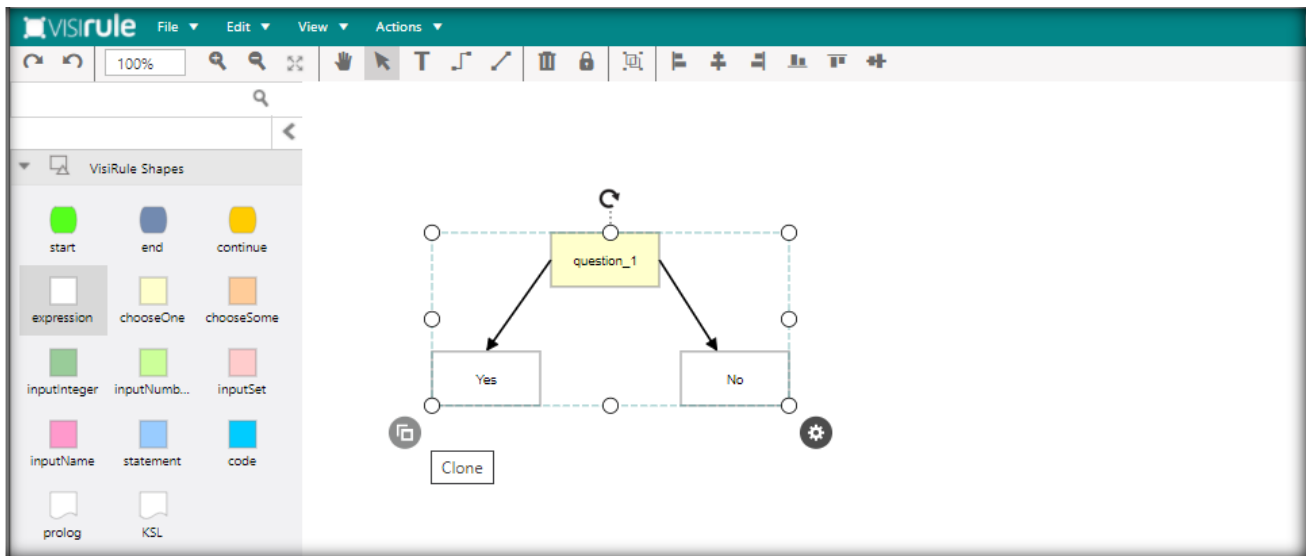 VISIrule File Edit View Actions
100% T
VisiRule Shapes
start end continue
expression chooseOne chooseSome
inputInteger inputNumb... inputSet
inputName statement code
prolog KSL
question_1
Yes No
Clone